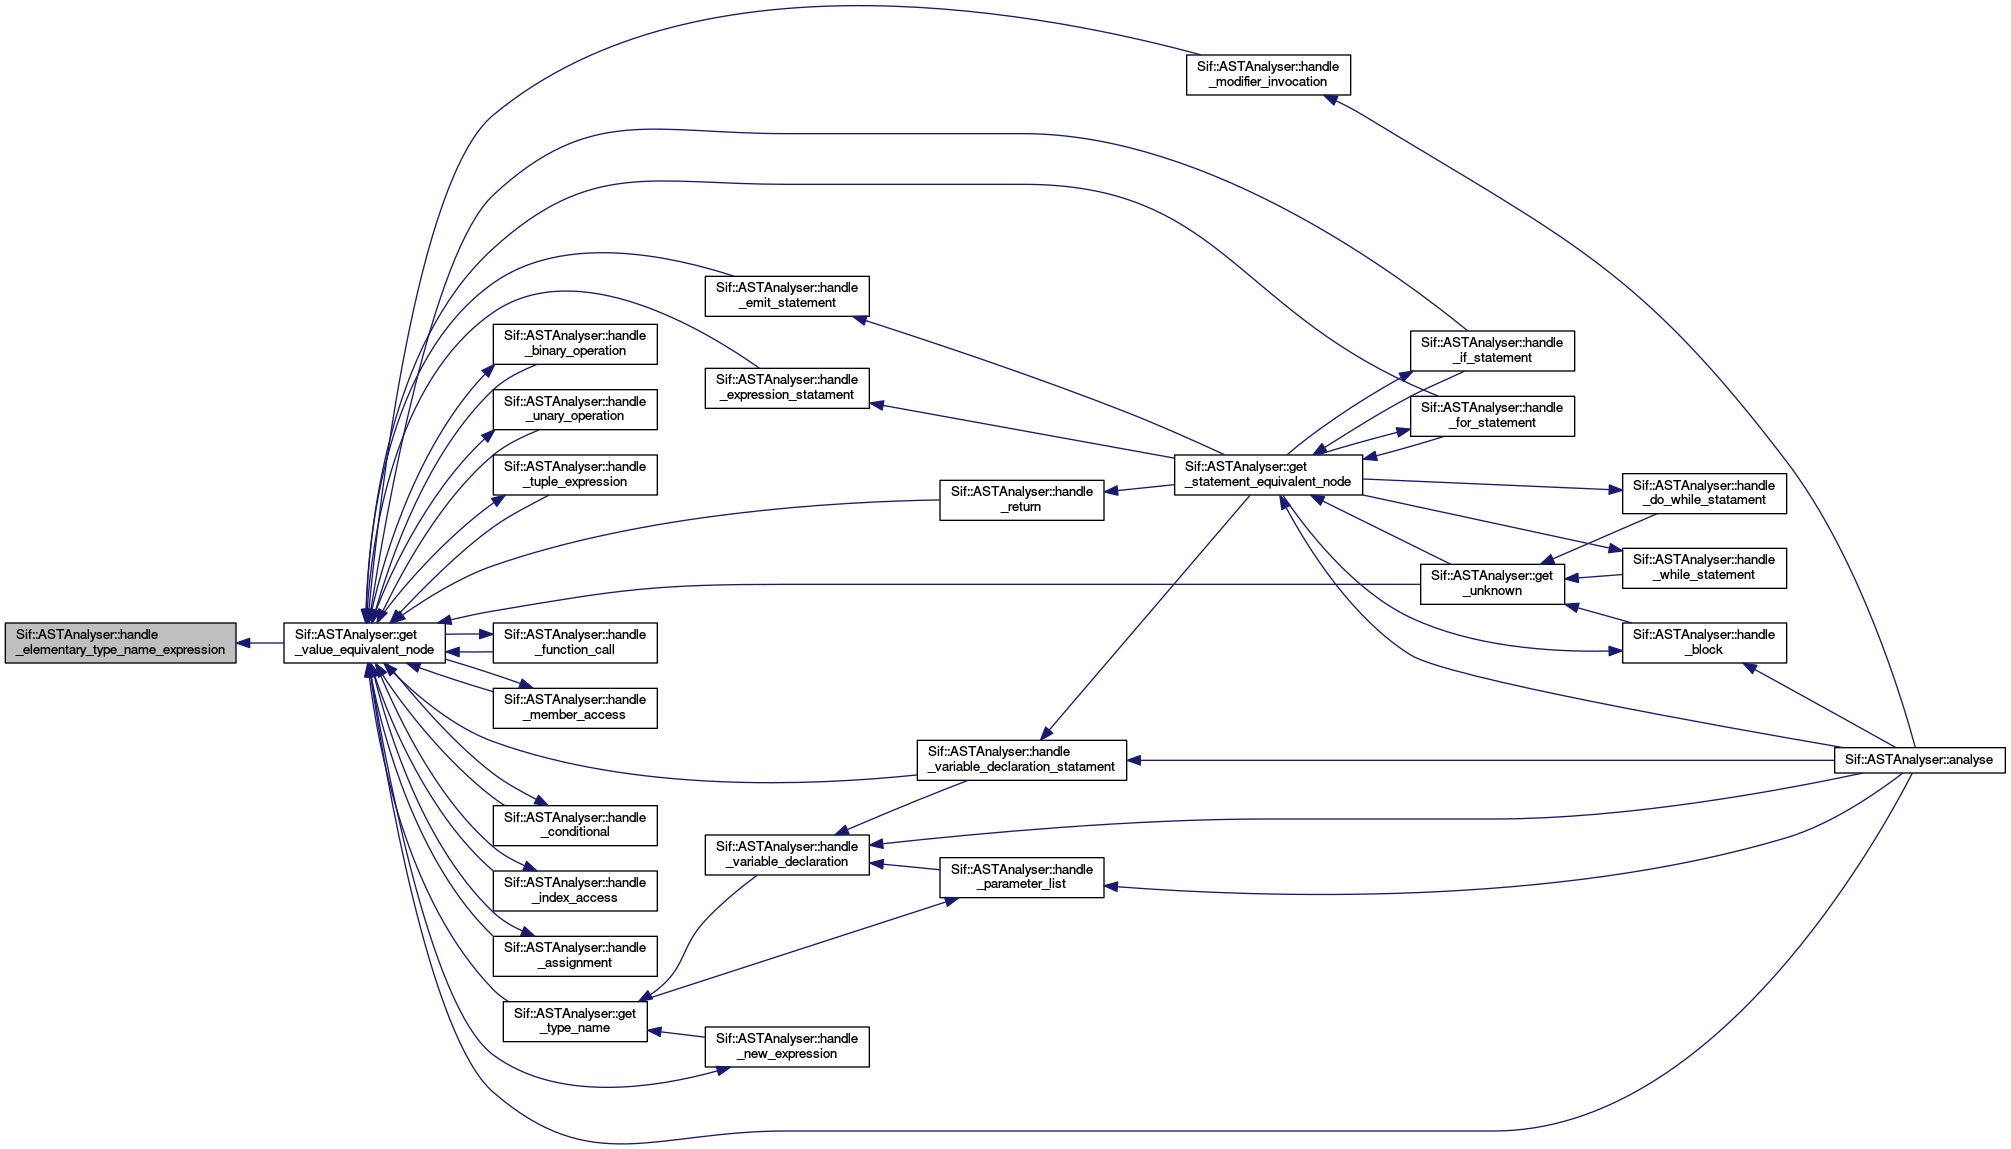 Sif::ASTAnalyser::handle
_modifier_invocation
Sif::ASTAnalyser::handle
_emit_statement
Sif::ASTAnalyser::handle
_binary_operation
Sif::ASTAnalyser::handle
_if_statement
Sif::ASTAnalyser::handle
_expression_statament
Sif::ASTAnalyser::handle
_unary_operation
Sif::ASTAnalyser::handle
_for_statement
Sif::ASTAnalyser::handle
_tuple_expression
Sif::ASTAnalyser::get
_statement_equivalent_node
Sif::ASTAnalyser::handle
_do_while_statament
Sif::ASTAnalyser::handle
_return
Sif::ASTAnalyser::handle
_while_statement
Sif::ASTAnalyser::get
_unknown
Sif::ASTAnalyser::handle
_elementary_type_name_expression
Sif::ASTAnalyser::get
_value_equivalent_node
Sif::ASTAnalyser::handle
_function_call
Sif::ASTAnalyser::handle
_block
Sif::ASTAnalyser::handle
_member_access
Sif::ASTAnalyser::handle
_variable_declaration_statament
Sif::ASTAnalyser::analyse
Sif::ASTAnalyser::handle
_conditional
Sif::ASTAnalyser::handle
_variable_declaration
Sif::ASTAnalyser::handle
_parameter_list
Sif::ASTAnalyser::handle
_index_access
Sif::ASTAnalyser::handle
_assignment
Sif::ASTAnalyser::get
_type_name
Sif::ASTAnalyser::handle
_new_expression